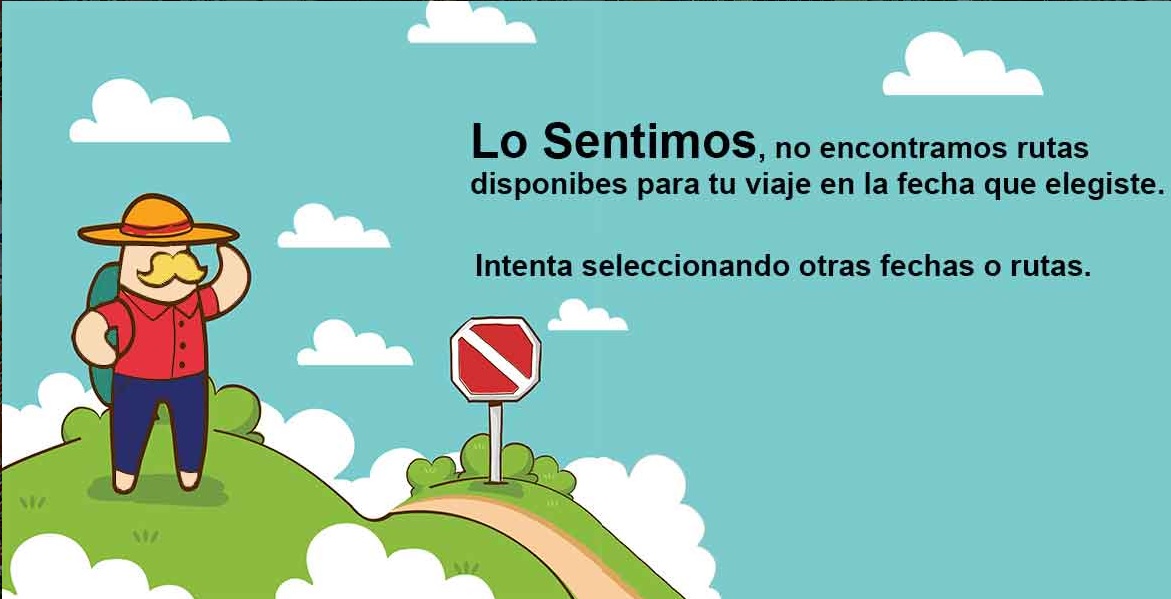 Lo Sentimos, no encontramos rutas
disponibes para tu viaje en la fecha que elegiste.
Intenta seleccionando otras fechas o rutas.